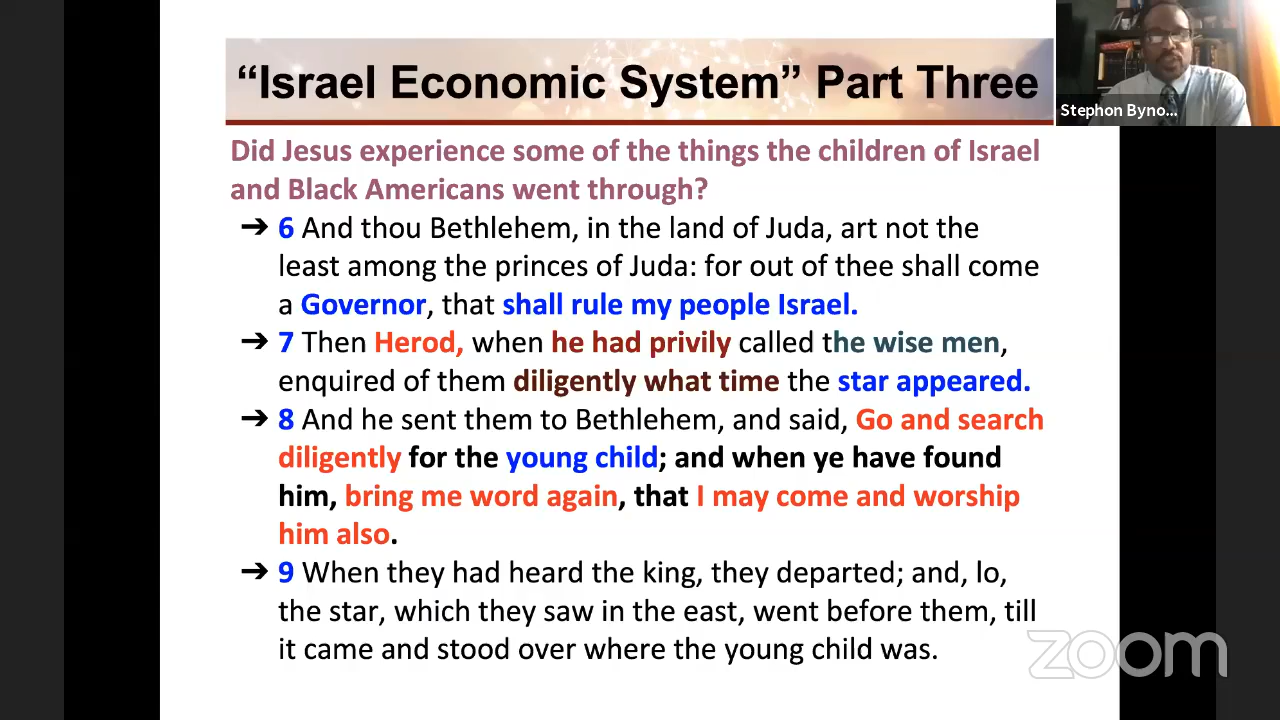 “Israel Economic System” Part Three
Stephon Byno...
Did Jesus experience some of the things the children of Israel
and Black Americans went through?
➔ 6 And thou Bethlehem, in the land of Juda, art not the
least among the princes of Juda: for out of thee shall come
a Governor, that shall rule my people Israel.
➔ 7 Then Herod, when he had privily called the wise men,
enquired of them diligently what time the star appeared.
➔ 8 And he sent them to Bethlehem, and said, Go and search
diligently for the young child; and when ye have found
him, bring me word again, that I may come and worship
him also.
➔ 9 When they had heard the king, they departed; and, lo,
the star, which they saw in the east, went before them, till
it came and stood over where the young child was.
zoom